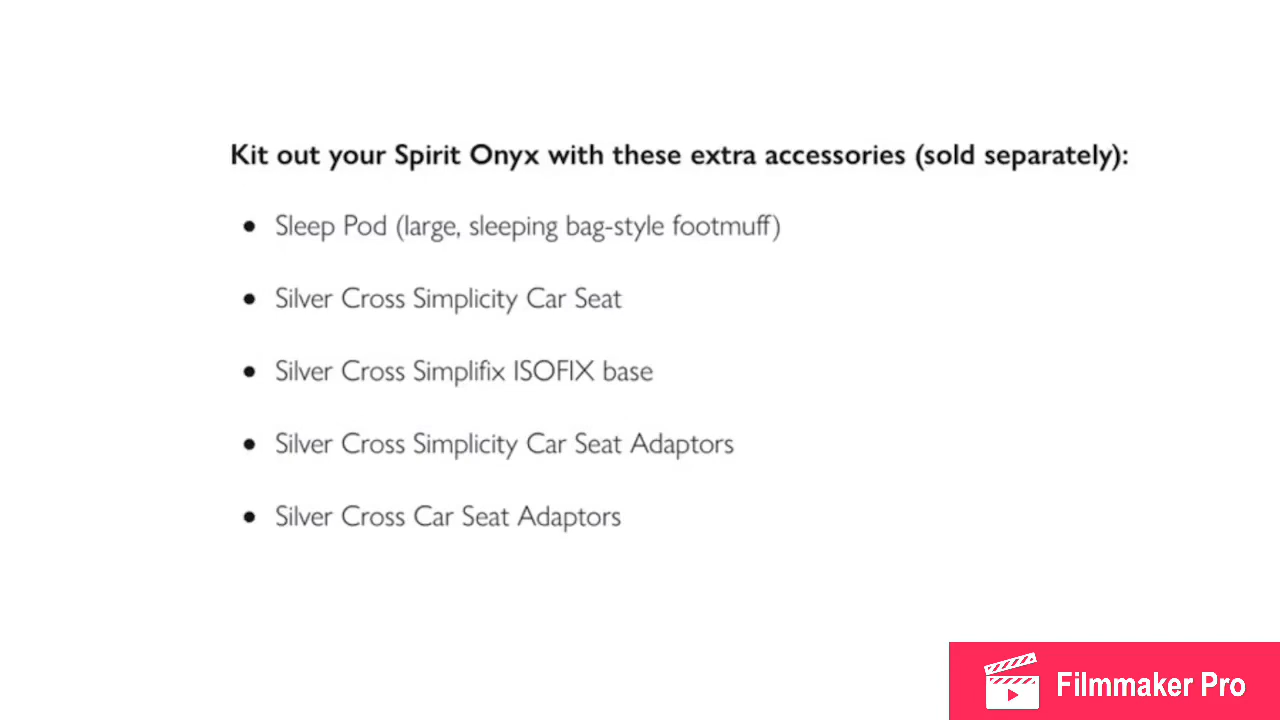 Kit out your Spirit Onyx with these extra accessories (sold separately):
● Sleep Pod (large, sleeping bag-style footmuff)
● Silver Cross Simplicity Car Seat
● Silver Cross Simplifix ISOFIX base
● Silver Cross Simplicity Car Seat Adaptors
● Silver Cross Car Seat Adaptors
Filmmaker Pro